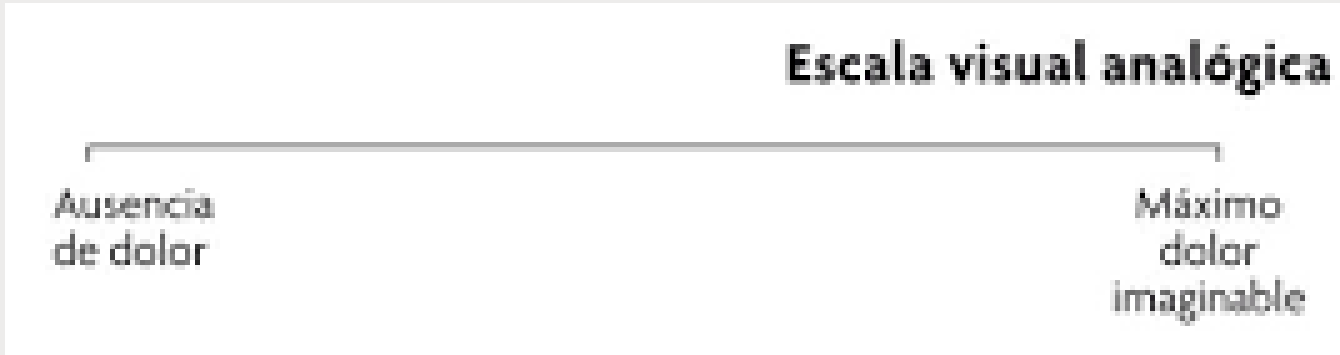 Escala visual analógica
Ausencia
de dolor
Máximo
dolor
imaginable